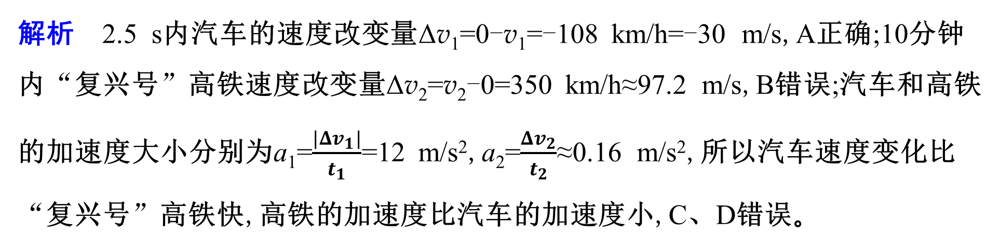 解析 2.5 s内汽车的速度改变量Δv₁=0−v₁=−108 km/h=−30 m/s, A正确;10分钟
内“复兴号”高铁速度改变量Δv₂=v₂−0=350 km/h≈97.2 m/s, B错误;汽车和高铁
的加速度大小分别为a₁=|Δv₁|/t₁=12 m/s², a₂=Δv₂/t₂≈0.16 m/s², 所以汽车速度变化比
“复兴号”高铁快, 高铁的加速度比汽车的加速度小, C、D错误。